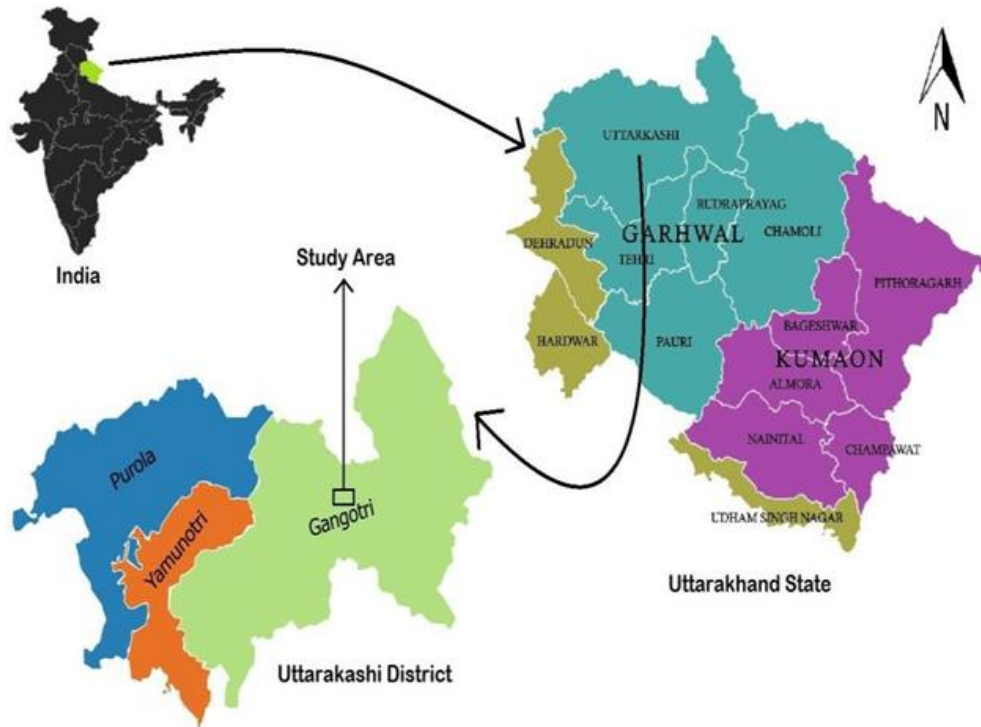 India
N
UTTARKASHI
RUDRAPRAYAG
GARHWAL
CHAMOLI
DEHRADUN
TEHRI
PITHORAGARH
HARDWAR
PAURI
BAGESHWAR
KUMAON
ALMORA
NAINITAL
CHAMPAWAT
UDHAM SINGH NAGAR
Uttarakhand State
Study Area
Purola
Yamunotri
Gangotri
Uttarakashi District